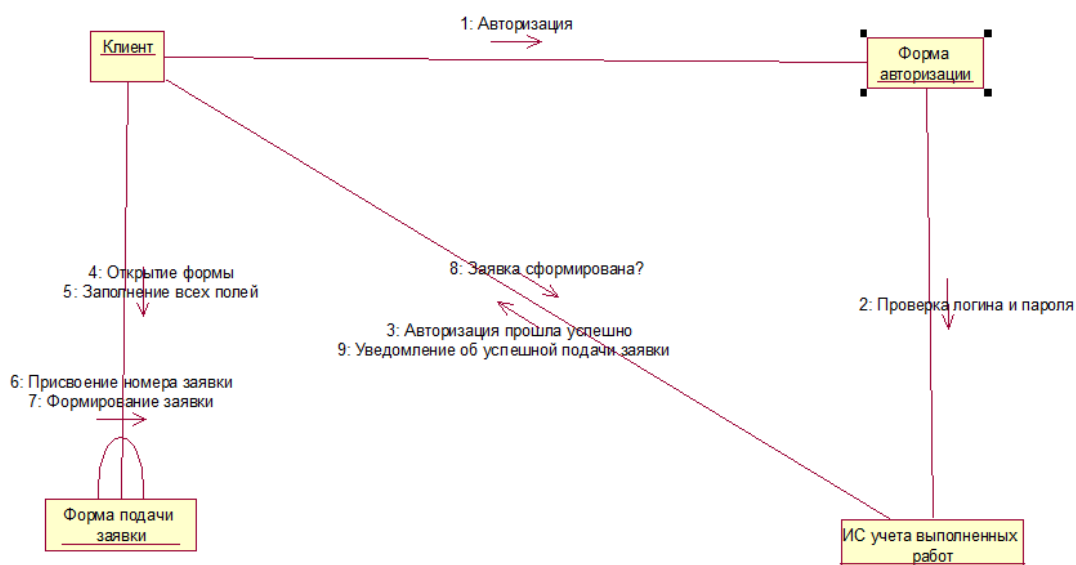 1: Авторизация
Клиент
Форма
авторизации
8: Заявка сформирована?
4: Открытие формы
5: Заполнение всех полей
2: Проверка логина и пароля
3: Авторизация прошла успешно
9: Уведомление об успешной подачи заявки
6: Присвоение номера заявки
7: Формирование заявки
Форма подачи
заявки
ИС учета выполненных
работ